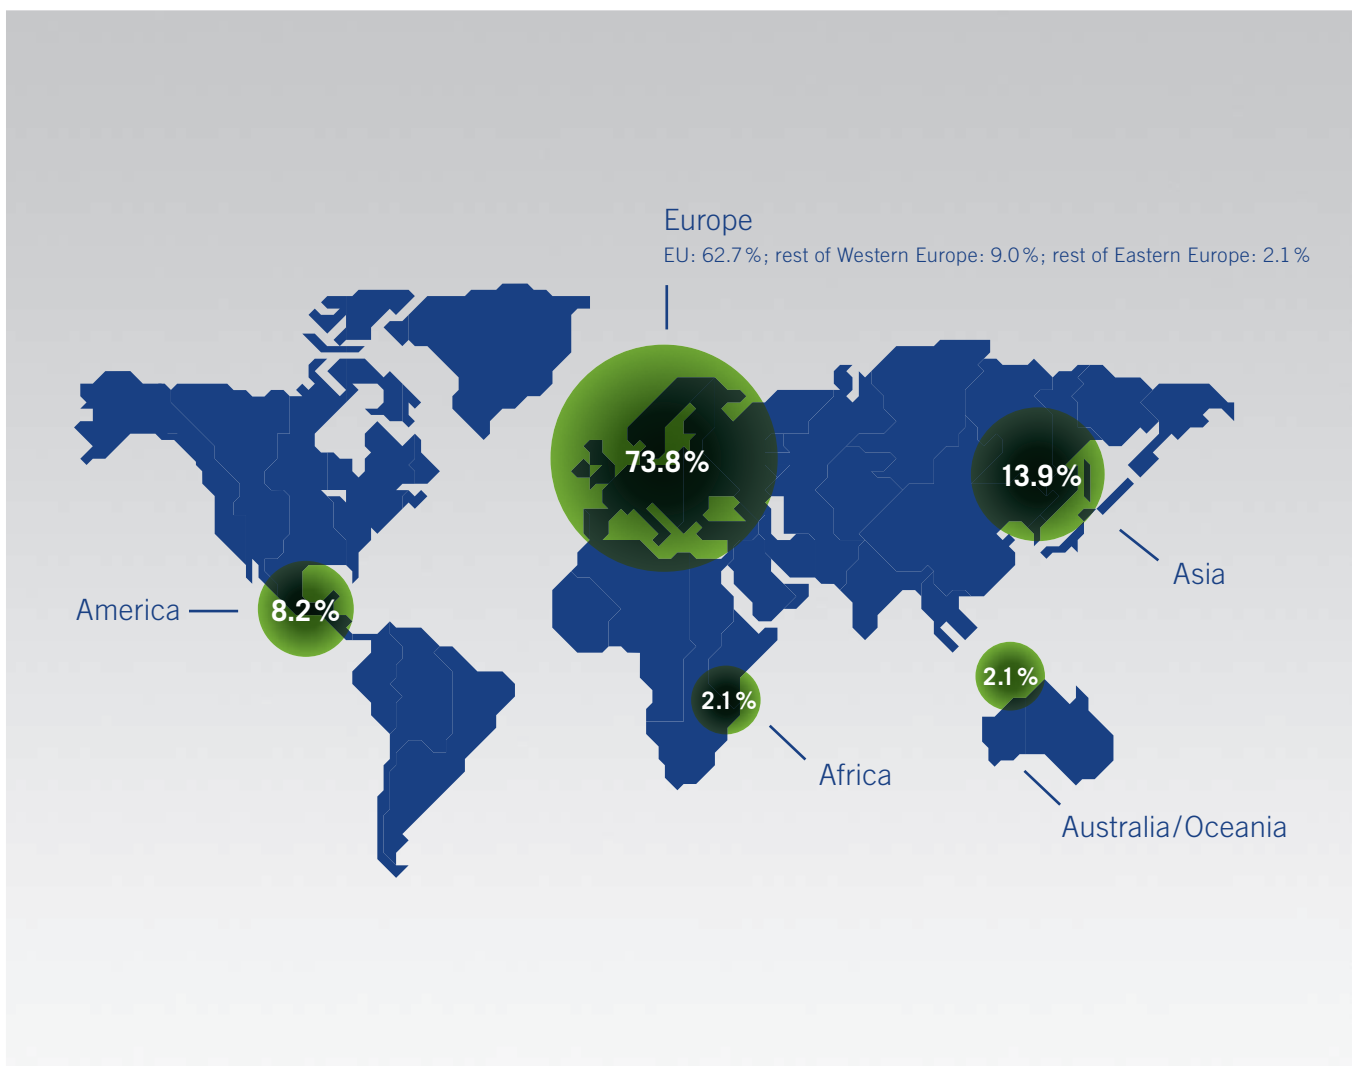 Europe
EU: 62.7%; rest of Western Europe: 9.0%; rest of Eastern Europe: 2.1%
73.8%
13.9%
Asia
America
8.2%
2.1%
2.1%
Africa
Australia/Oceania